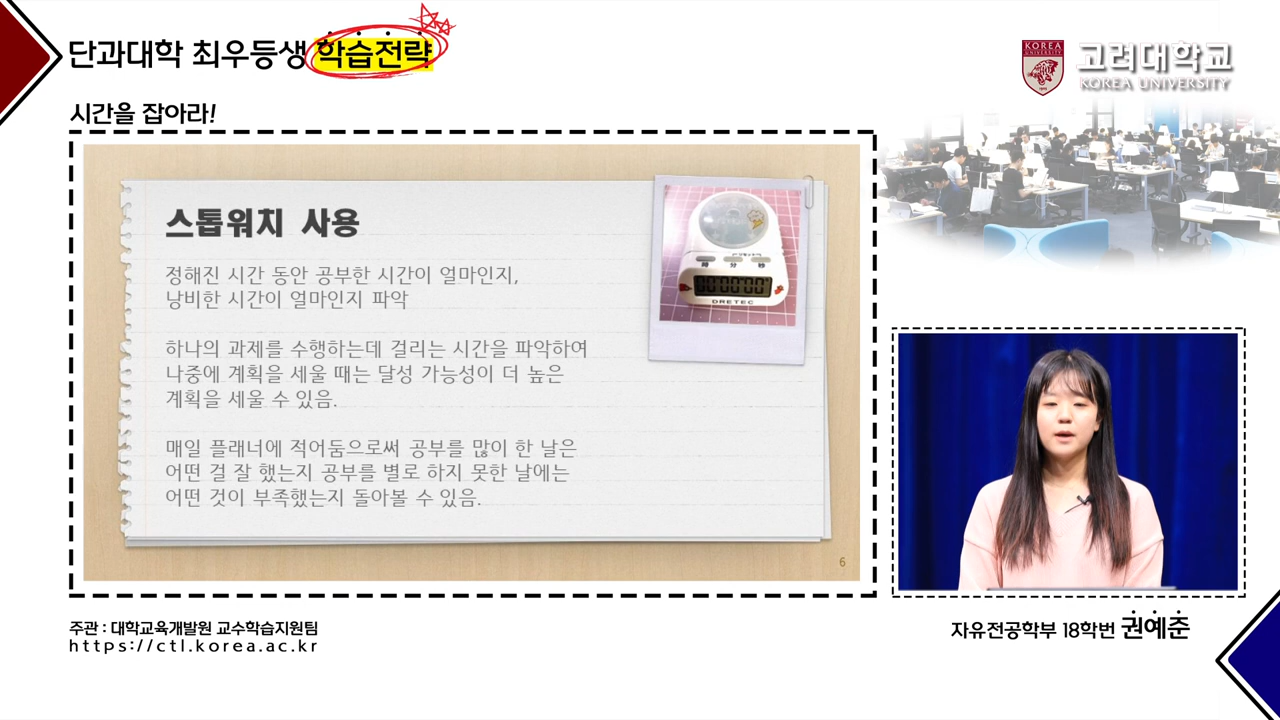 단과대학 최우등생 학습전략
KOREA
UNIVERSITY
고려대학교
KOREA UNIVERSITY
시간을 잡아라!
스톱워치 사용
정해진 시간 동안 공부한 시간이 얼마인지,
낭비한 시간이 얼마인지 파악
하나의 과제를 수행하는데 걸리는 시간을 파악하여
나중에 계획을 세울 때는 달성 가능성이 더 높은
계획을 세울 수 있음.
매일 플래너에 적어둠으로써 공부를 많이 한 날은
어떤 걸 잘 했는지 공부를 별로 하지 못한 날에는
어떤 것이 부족했는지 돌아볼 수 있음.
時 分 秒
00:00'00"
DRETEC
6
주관 : 대학교육개발원 교수학습지원팀
https://ctl.korea.ac.kr
자유전공학부 18학번 권예준